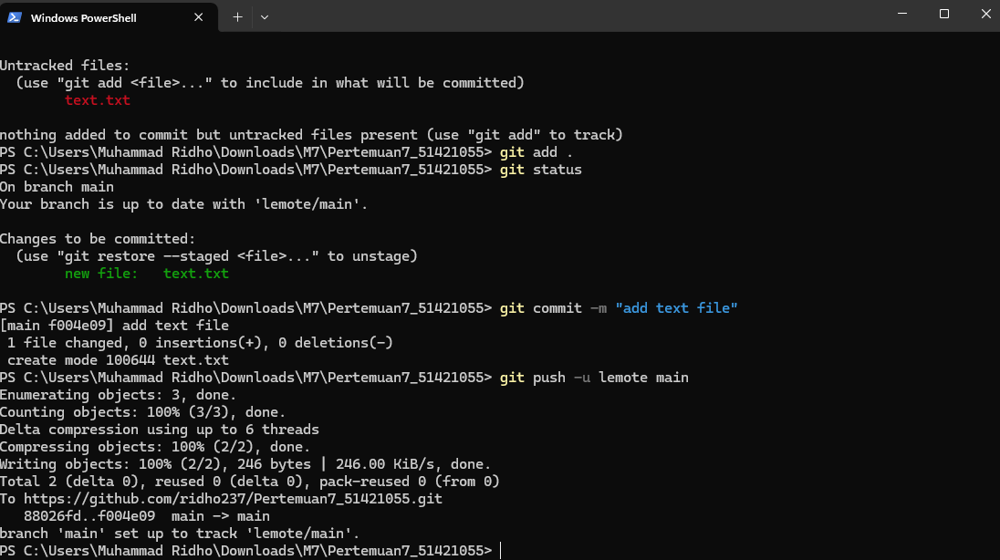 Windows PowerShell
Untracked files:
  (use "git add <file>..." to include in what will be committed)
        text.txt
nothing added to commit but untracked files present (use "git add" to track)
PS C:\Users\Muhammad Ridho\Downloads\M7\Pertemuan7_51421055> git add .
PS C:\Users\Muhammad Ridho\Downloads\M7\Pertemuan7_51421055> git status
On branch main
Your branch is up to date with 'lemote/main'.
Changes to be committed:
  (use "git restore --staged <file>..." to unstage)
        new file:   text.txt
PS C:\Users\Muhammad Ridho\Downloads\M7\Pertemuan7_51421055> git commit -m "add text file"
[main f004e09] add text file
 1 file changed, 0 insertions(+), 0 deletions(-)
 create mode 100644 text.txt
PS C:\Users\Muhammad Ridho\Downloads\M7\Pertemuan7_51421055> git push -u lemote main
Enumerating objects: 3, done.
Counting objects: 100% (3/3), done.
Delta compression using up to 6 threads
Compressing objects: 100% (2/2), done.
Writing objects: 100% (2/2), 246 bytes | 246.00 KiB/s, done.
Total 2 (delta 0), reused 0 (delta 0), pack-reused 0 (from 0)
To https://github.com/ridho237/Pertemuan7_51421055.git
   88026fd..f004e09  main -> main
branch 'main' set up to track 'lemote/main'.
PS C:\Users\Muhammad Ridho\Downloads\M7\Pertemuan7_51421055>